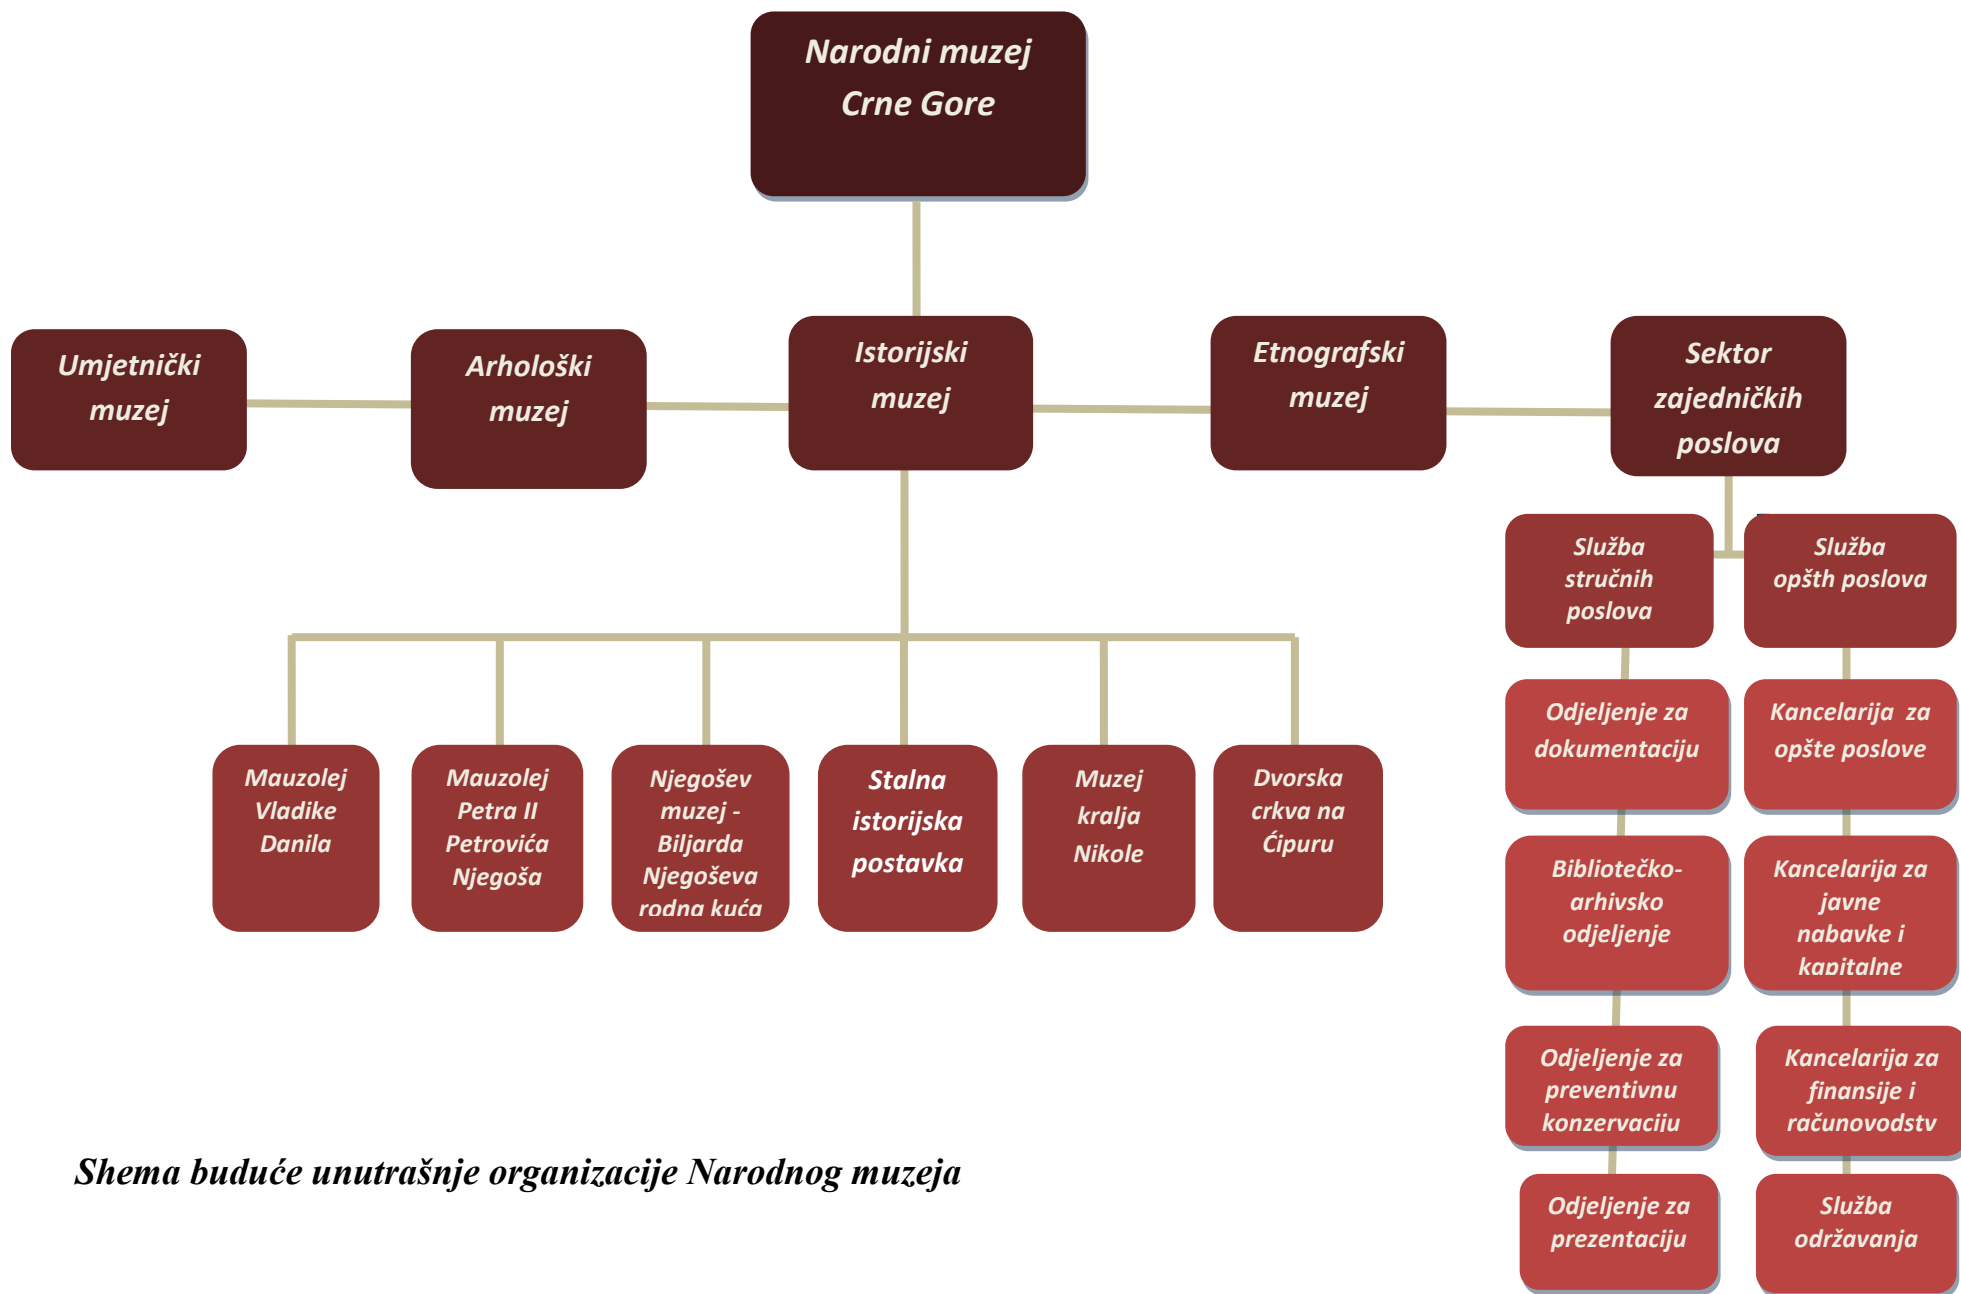 Narodni muzej
Crne Gore
Umjetnički
muzej
Arhološki
muzej
Istorijski
muzej
Etnografski
muzej
Sektor
zajedničkih
poslova
Služba
stručnih
poslova
Služba
opšth poslova
Odjeljenje za
dokumentaciju
Kancelarija za
opšte poslove
Mauzolej
Vladike
Danila
Mauzolej
Petra II
Petrovića
Njegoša
Njegošev
muzej -
Biljarda
Njegoševa
rodna kuća
Stalna
istorijska
postavka
Muzej
kralja
Nikole
Dvorska
crkva na
Ćipuru
Bibliotečko-
arhivsko
odjeljenje
Kancelarija za
javne
nabavke i
kapitalne
Odjeljenje za
preventivnu
konzervaciju
Kancelarija za
finansije i
računovodstv
Odjeljenje za
prezentaciju
Služba
održavanja
Shema buduće unutrašnje organizacije Narodnog muzeja